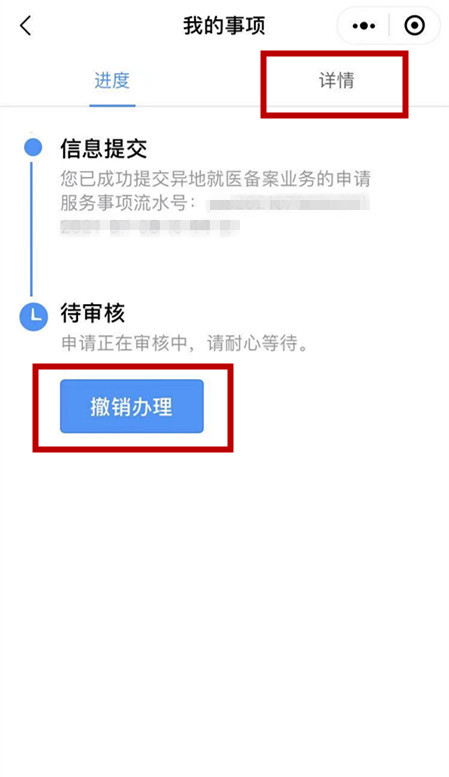 我的事项
进度
详情
信息提交
您已成功提交异地就医备案业务的申请
服务事项流水号：
待审核
申请正在审核中，请耐心等待。
撤销办理